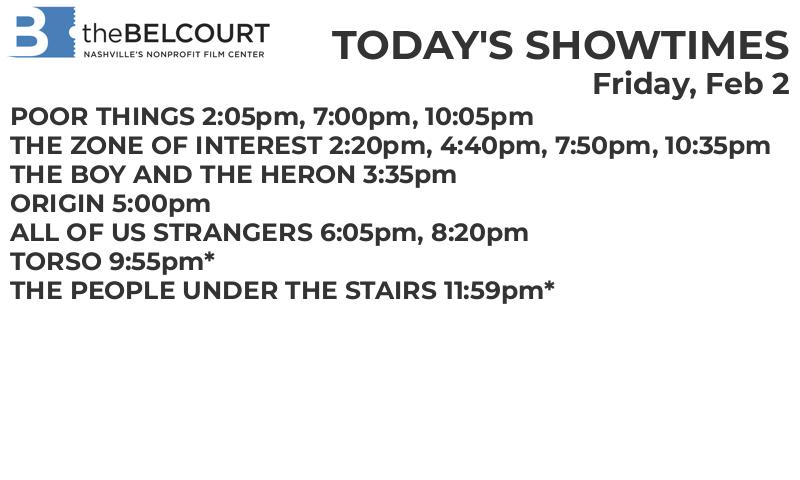 B theBELCOURT
NASHVILLE'S NONPROFIT FILM CENTER
TODAY'S SHOWTIMES
Friday, Feb 2
POOR THINGS 2:05pm, 7:00pm, 10:05pm
THE ZONE OF INTEREST 2:20pm, 4:40pm, 7:50pm, 10:35pm
THE BOY AND THE HERON 3:35pm
ORIGIN 5:00pm
ALL OF US STRANGERS 6:05pm, 8:20pm
TORSO 9:55pm*
THE PEOPLE UNDER THE STAIRS 11:59pm*